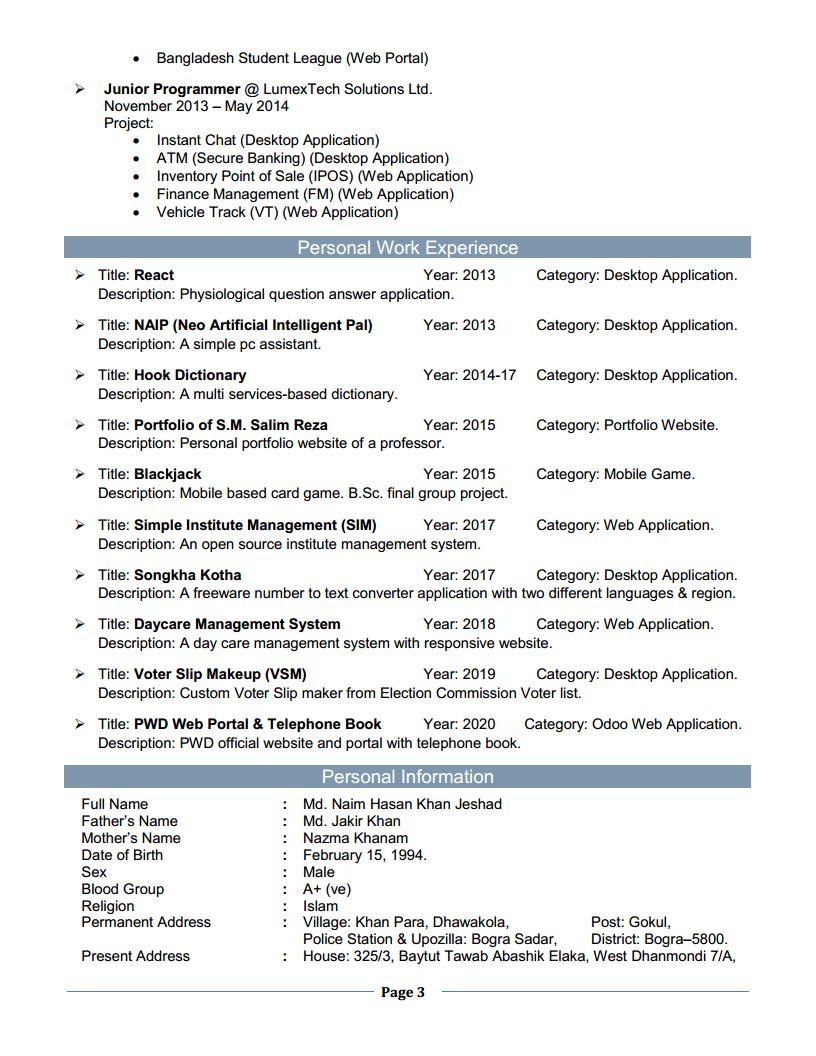 • Bangladesh Student League (Web Portal)
➢ Junior Programmer @ LumexTech Solutions Ltd.
November 2013 – May 2014
Project:
• Instant Chat (Desktop Application)
• ATM (Secure Banking) (Desktop Application)
• Inventory Point of Sale (IPOS) (Web Application)
• Finance Management (FM) (Web Application)
• Vehicle Track (VT) (Web Application)
Personal Work Experience
➢ Title: React Year: 2013 Category: Desktop Application.
Description: Physiological question answer application.
➢ Title: NAIP (Neo Artificial Intelligent Pal) Year: 2013 Category: Desktop Application.
Description: A simple pc assistant.
➢ Title: Hook Dictionary Year: 2014-17 Category: Desktop Application.
Description: A multi services-based dictionary.
➢ Title: Portfolio of S.M. Salim Reza Year: 2015 Category: Portfolio Website.
Description: Personal portfolio website of a professor.
➢ Title: Blackjack Year: 2015 Category: Mobile Game.
Description: Mobile based card game. B.Sc. final group project.
➢ Title: Simple Institute Management (SIM) Year: 2017 Category: Web Application.
Description: An open source institute management system.
➢ Title: Songkha Kotha Year: 2017 Category: Desktop Application.
Description: A freeware number to text converter application with two different languages & region.
➢ Title: Daycare Management System Year: 2018 Category: Web Application.
Description: A day care management system with responsive website.
➢ Title: Voter Slip Makeup (VSM) Year: 2019 Category: Desktop Application.
Description: Custom Voter Slip maker from Election Commission Voter list.
➢ Title: PWD Web Portal & Telephone Book Year: 2020 Category: Odoo Web Application.
Description: PWD official website and portal with telephone book.
Personal Information
Full Name : Md. Naim Hasan Khan Jeshad
Father’s Name : Md. Jakir Khan
Mother’s Name : Nazma Khanam
Date of Birth : February 15, 1994.
Sex : Male
Blood Group : A+ (ve)
Religion : Islam
Permanent Address : Village: Khan Para, Dhawakola, Post: Gokul,
Police Station & Upozilla: Bogra Sadar, District: Bogra–5800.
Present Address : House: 325/3, Baytut Tawab Abashik Elaka, West Dhanmondi 7/A,
Page 3